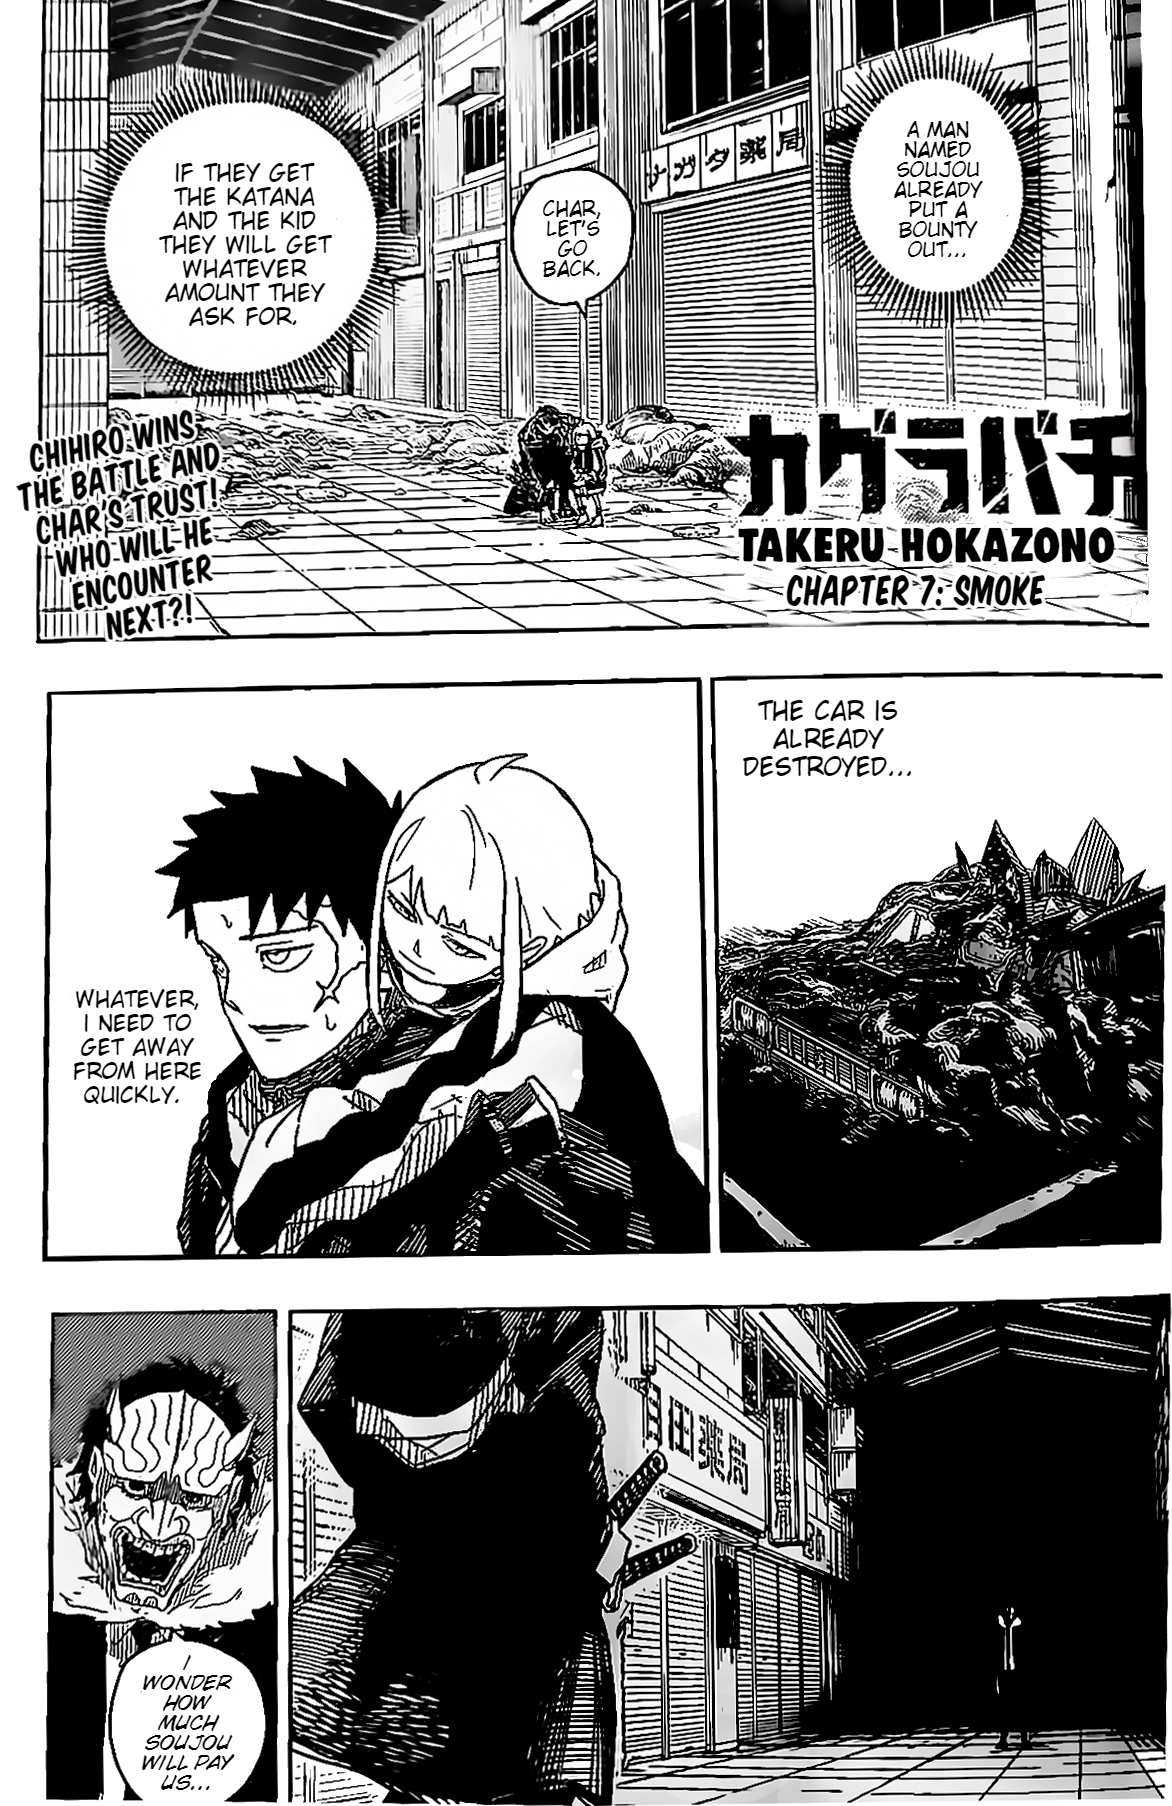 A MAN
NAMED
SOUJOU
ALREADY
PUT A
BOUNTY
OUT...
CHAR,
LET'S
GO
BACK.
IF THEY GET
THE KATANA
AND THE KID
THEY WILL GET
WHATEVER
AMOUNT THEY
ASK FOR.
CHIHIRO WINS
THE BATTLE AND
CHAR'S TRUST!
WHO WILL HE
ENCOUNTER
NEXT?!
カグラバチ
TAKERU HOKAZONO
CHAPTER 7: SMOKE
THE CAR IS
ALREADY
DESTROYED...
WHATEVER,
I NEED TO
GET AWAY
FROM HERE
QUICKLY.
田薬局
I
WONDER
HOW
MUCH
SOUJOU
WILL PAY
US...